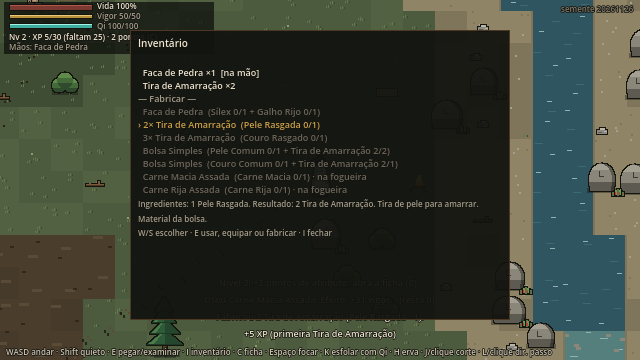 Vida 100%
Vigor 50/50
Qi 100/100
Nv 2 · XP 5/30 (faltam 25) · 2 por
Mãos: Faca de Pedra
semente 20261126
Inventário
Faca de Pedra ×1 [na mão]
Tira de Amarração ×2
— Fabricar —
Faca de Pedra (Sílex 0/1 + Galho Rijo 0/1)
› 2× Tira de Amarração (Pele Rasgada 0/1)
3× Tira de Amarração (Couro Rasgado 0/1)
Bolsa Simples (Pele Comum 0/1 + Tira de Amarração 2/2)
Bolsa Simples (Couro Comum 0/1 + Tira de Amarração 2/1)
Carne Macia Assada (Carne Macia 0/1) · na fogueira
Carne Rija Assada (Carne Rija 0/1) · na fogueira
Ingredientes: 1 Pele Rasgada. Resultado: 2 Tira de Amarração. Tira de pele para amarrar.
Material da bolsa.
W/S escolher · E usar, equipar ou fabricar · I fechar
+5 XP (primeira Tira de Amarração)
WASD andar · Shift quieto · E pegar/examinar · I inventário · C ficha · Espaço focar · K esfolar com Qi · H erva · J/clique corte · L/clique dir. passo